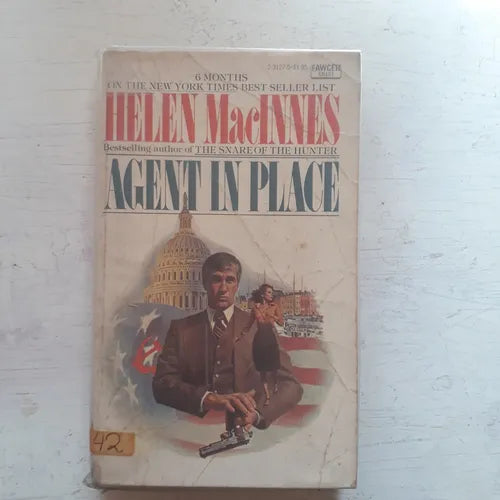 6 MONTHS
ON THE NEW YORK TIMES BEST SELLER LIST
HELEN MacINNES
Bestselling author of THE SNARE OF THE HUNTER
AGENT IN PLACE
FAWCETT
CREST
42